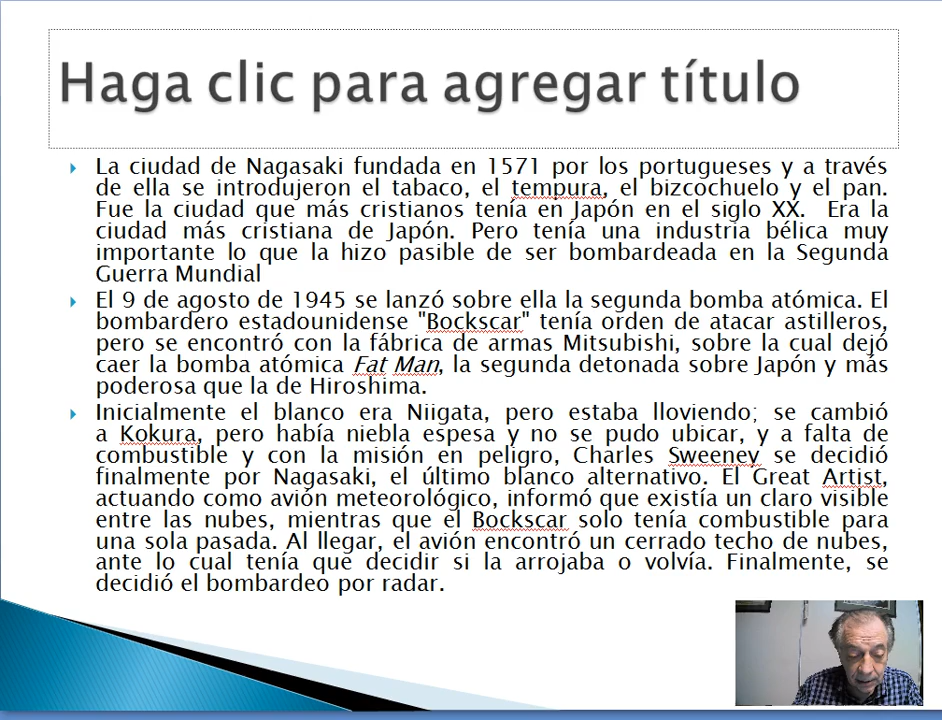 Haga clic para agregar título
La ciudad de Nagasaki fundada en 1571 por los portugueses y a través
de ella se introdujeron el tabaco, el tempura, el bizcochuelo y el pan.
Fue la ciudad que más cristianos tenía en Japón en el siglo XX. Era la
ciudad más cristiana de Japón. Pero tenía una industria bélica muy
importante lo que la hizo pasible de ser bombardeada en la Segunda
Guerra Mundial
El 9 de agosto de 1945 se lanzó sobre ella la segunda bomba atómica. El
bombardero estadounidense "Bockscar" tenía orden de atacar astilleros,
pero se encontró con la fábrica de armas Mitsubishi, sobre la cual dejó
caer la bomba atómica Fat Man, la segunda detonada sobre Japón y más
poderosa que la de Hiroshima.
Inicialmente el blanco era Niigata, pero estaba lloviendo; se cambió
a Kokura, pero había niebla espesa y no se pudo ubicar, y a falta de
combustible y con la misión en peligro, Charles Sweeney se decidió
finalmente por Nagasaki, el último blanco alternativo. El Great Artist,
actuando como avión meteorológico, informó que existía un claro visible
entre las nubes, mientras que el Bockscar solo tenía combustible para
una sola pasada. Al llegar, el avión encontró un cerrado techo de nubes,
ante lo cual tenía que decidir si la arrojaba o volvía. Finalmente, se
decidió el bombardeo por radar.